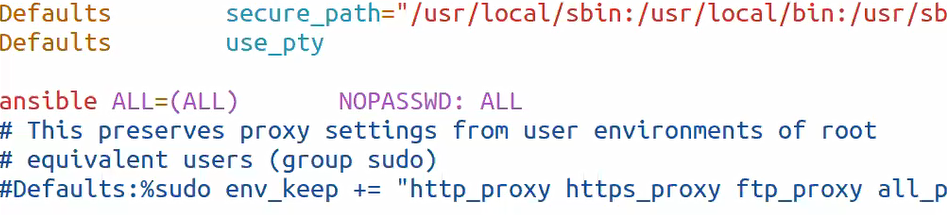 Defaults        secure_path="/usr/local/sbin:/usr/local/bin:/usr/sb
Defaults        use_pty
ansible ALL=(ALL)       NOPASSWD: ALL
# This preserves proxy settings from user environments of root
# equivalent users (group sudo)
#Defaults:%sudo env_keep += "http_proxy https_proxy ftp_proxy all_p